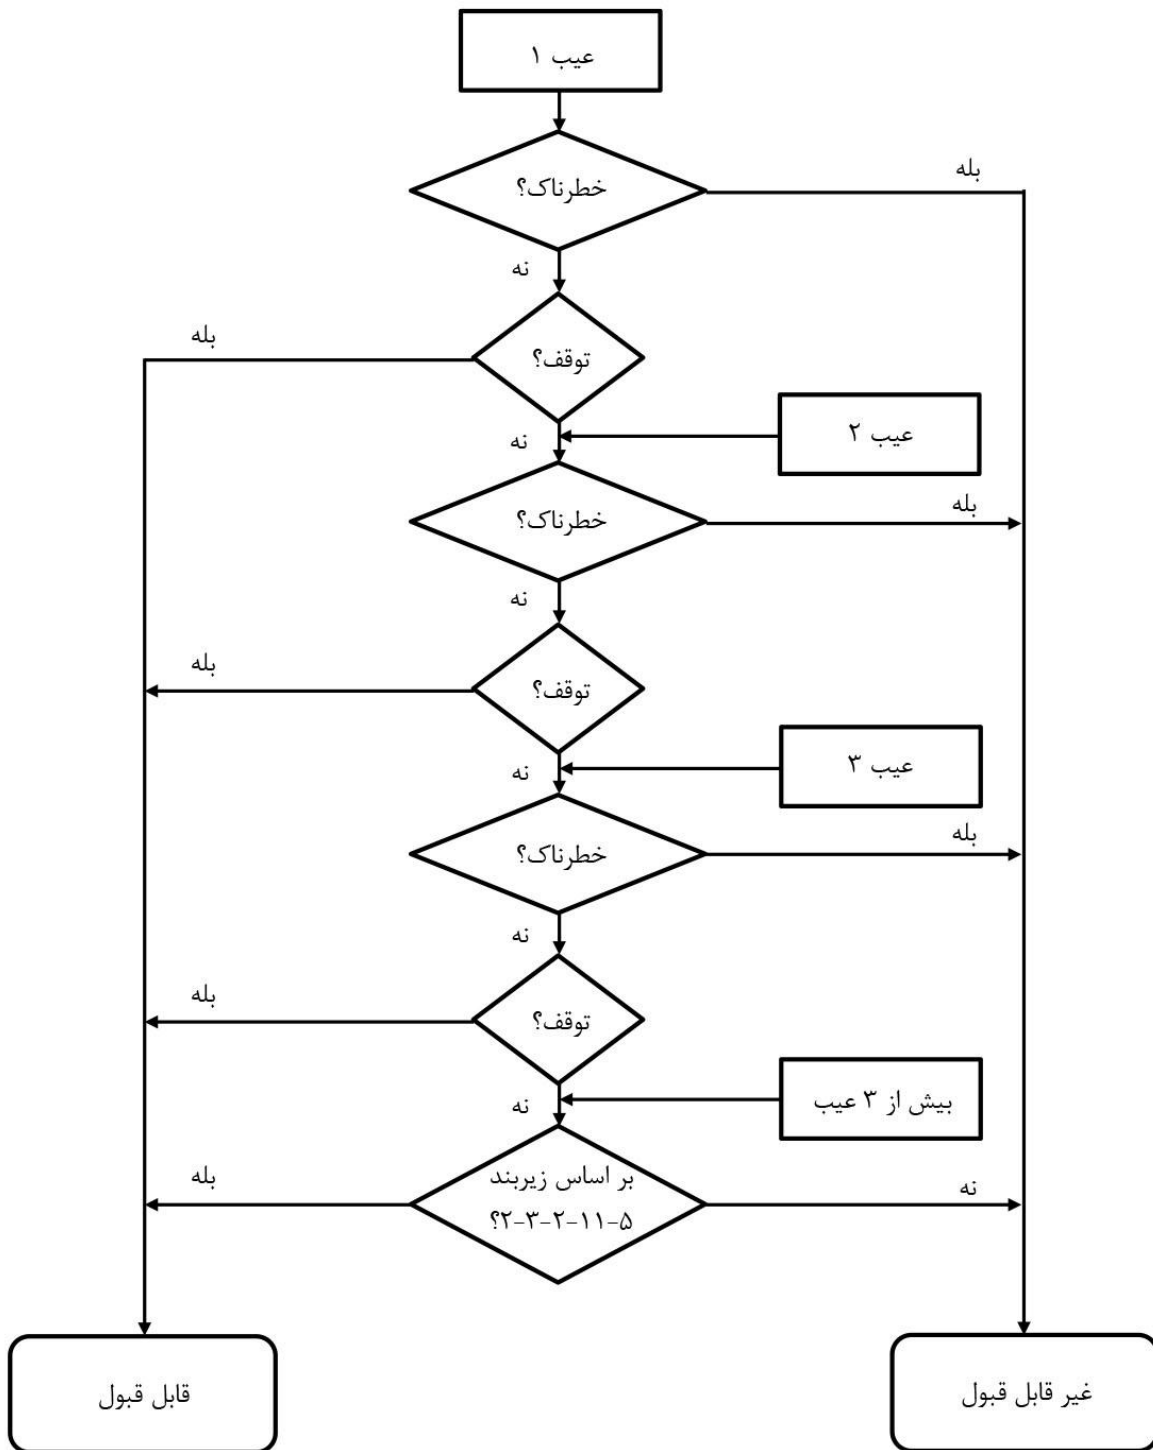 عیب ۱
خطرناک؟
بله
نه
توقف؟
بله
عیب ۲
نه
خطرناک؟
بله
نه
توقف؟
بله
عیب ۳
نه
خطرناک؟
بله
نه
توقف؟
بله
بیش از ۳ عیب
نه
بر اساس زیربند
۵-۱۱-۲-۳-۲؟
بله
نه
قابل قبول
غیر قابل قبول